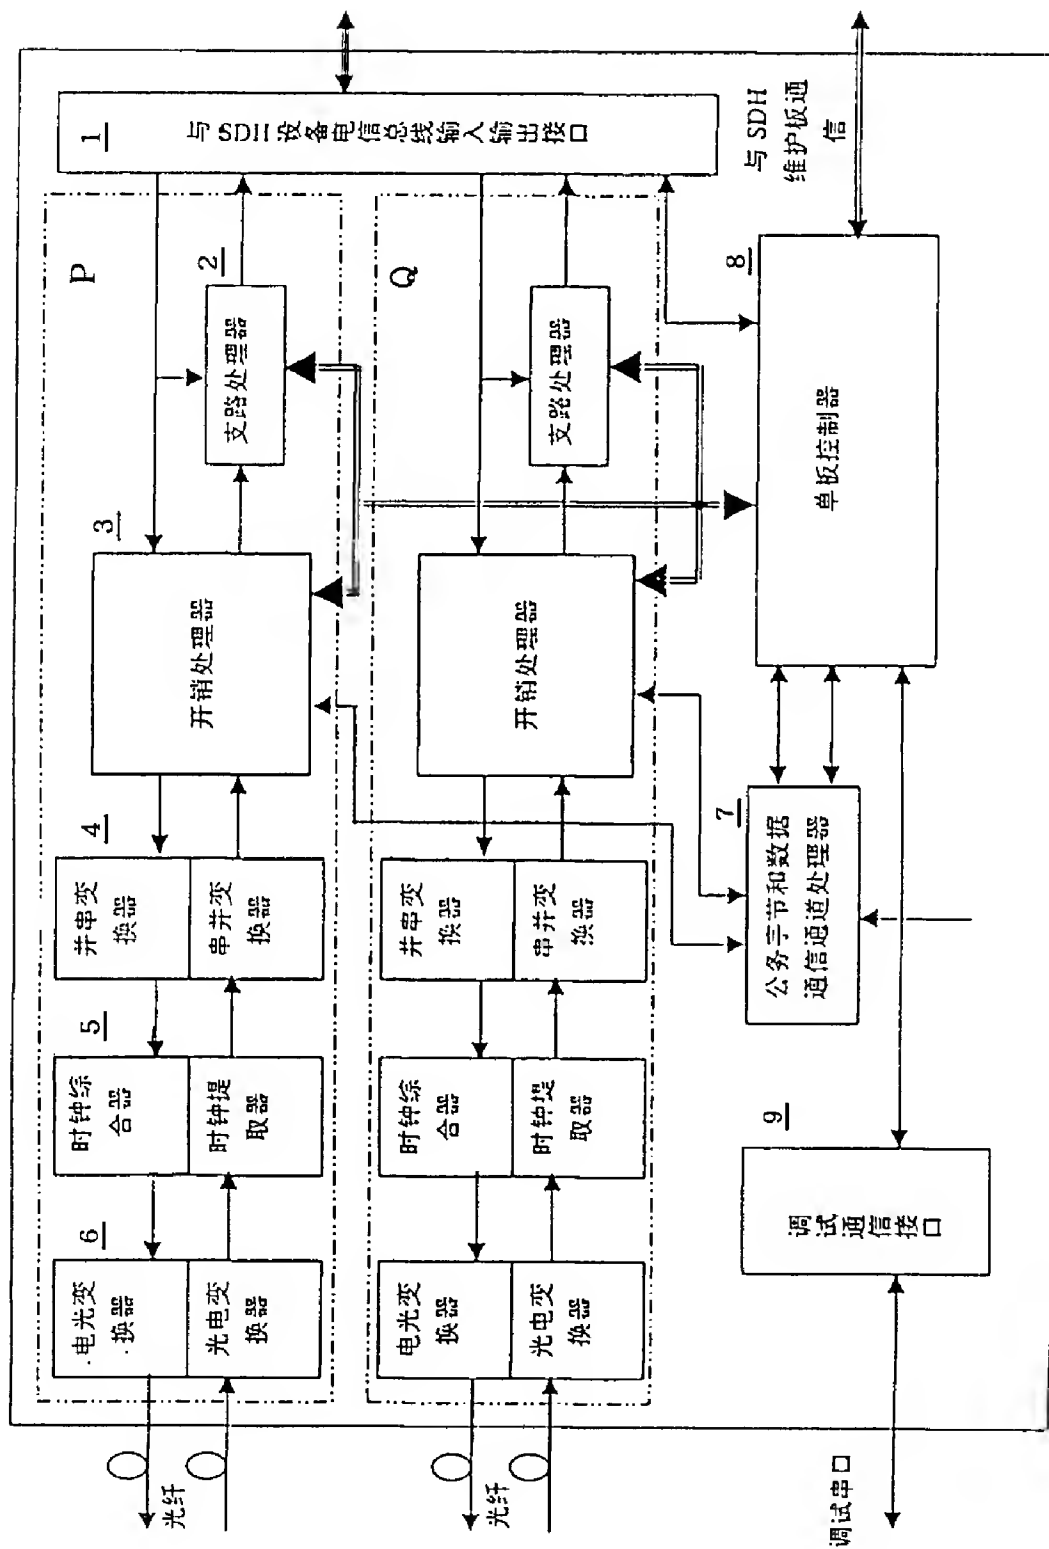 6
5
4
3
P
1
电光变
换器
时钟综
合器
并串变
换器
开销处理器
2
与SDH设备电信总线输入输出接口
光纤
光电变
换器
时钟提
取器
串并变
换器
支路处理器
Q
电光变
换器
时钟综
合器
并串变
换器
开销处理器
支路处理器
光纤
光电变
换器
时钟提
取器
串并变
换器
9
7
8
与SDH
维护板通
信
公务字节和数据
通信通道处理器
单板控制器
调试
通信
接口
调试串口